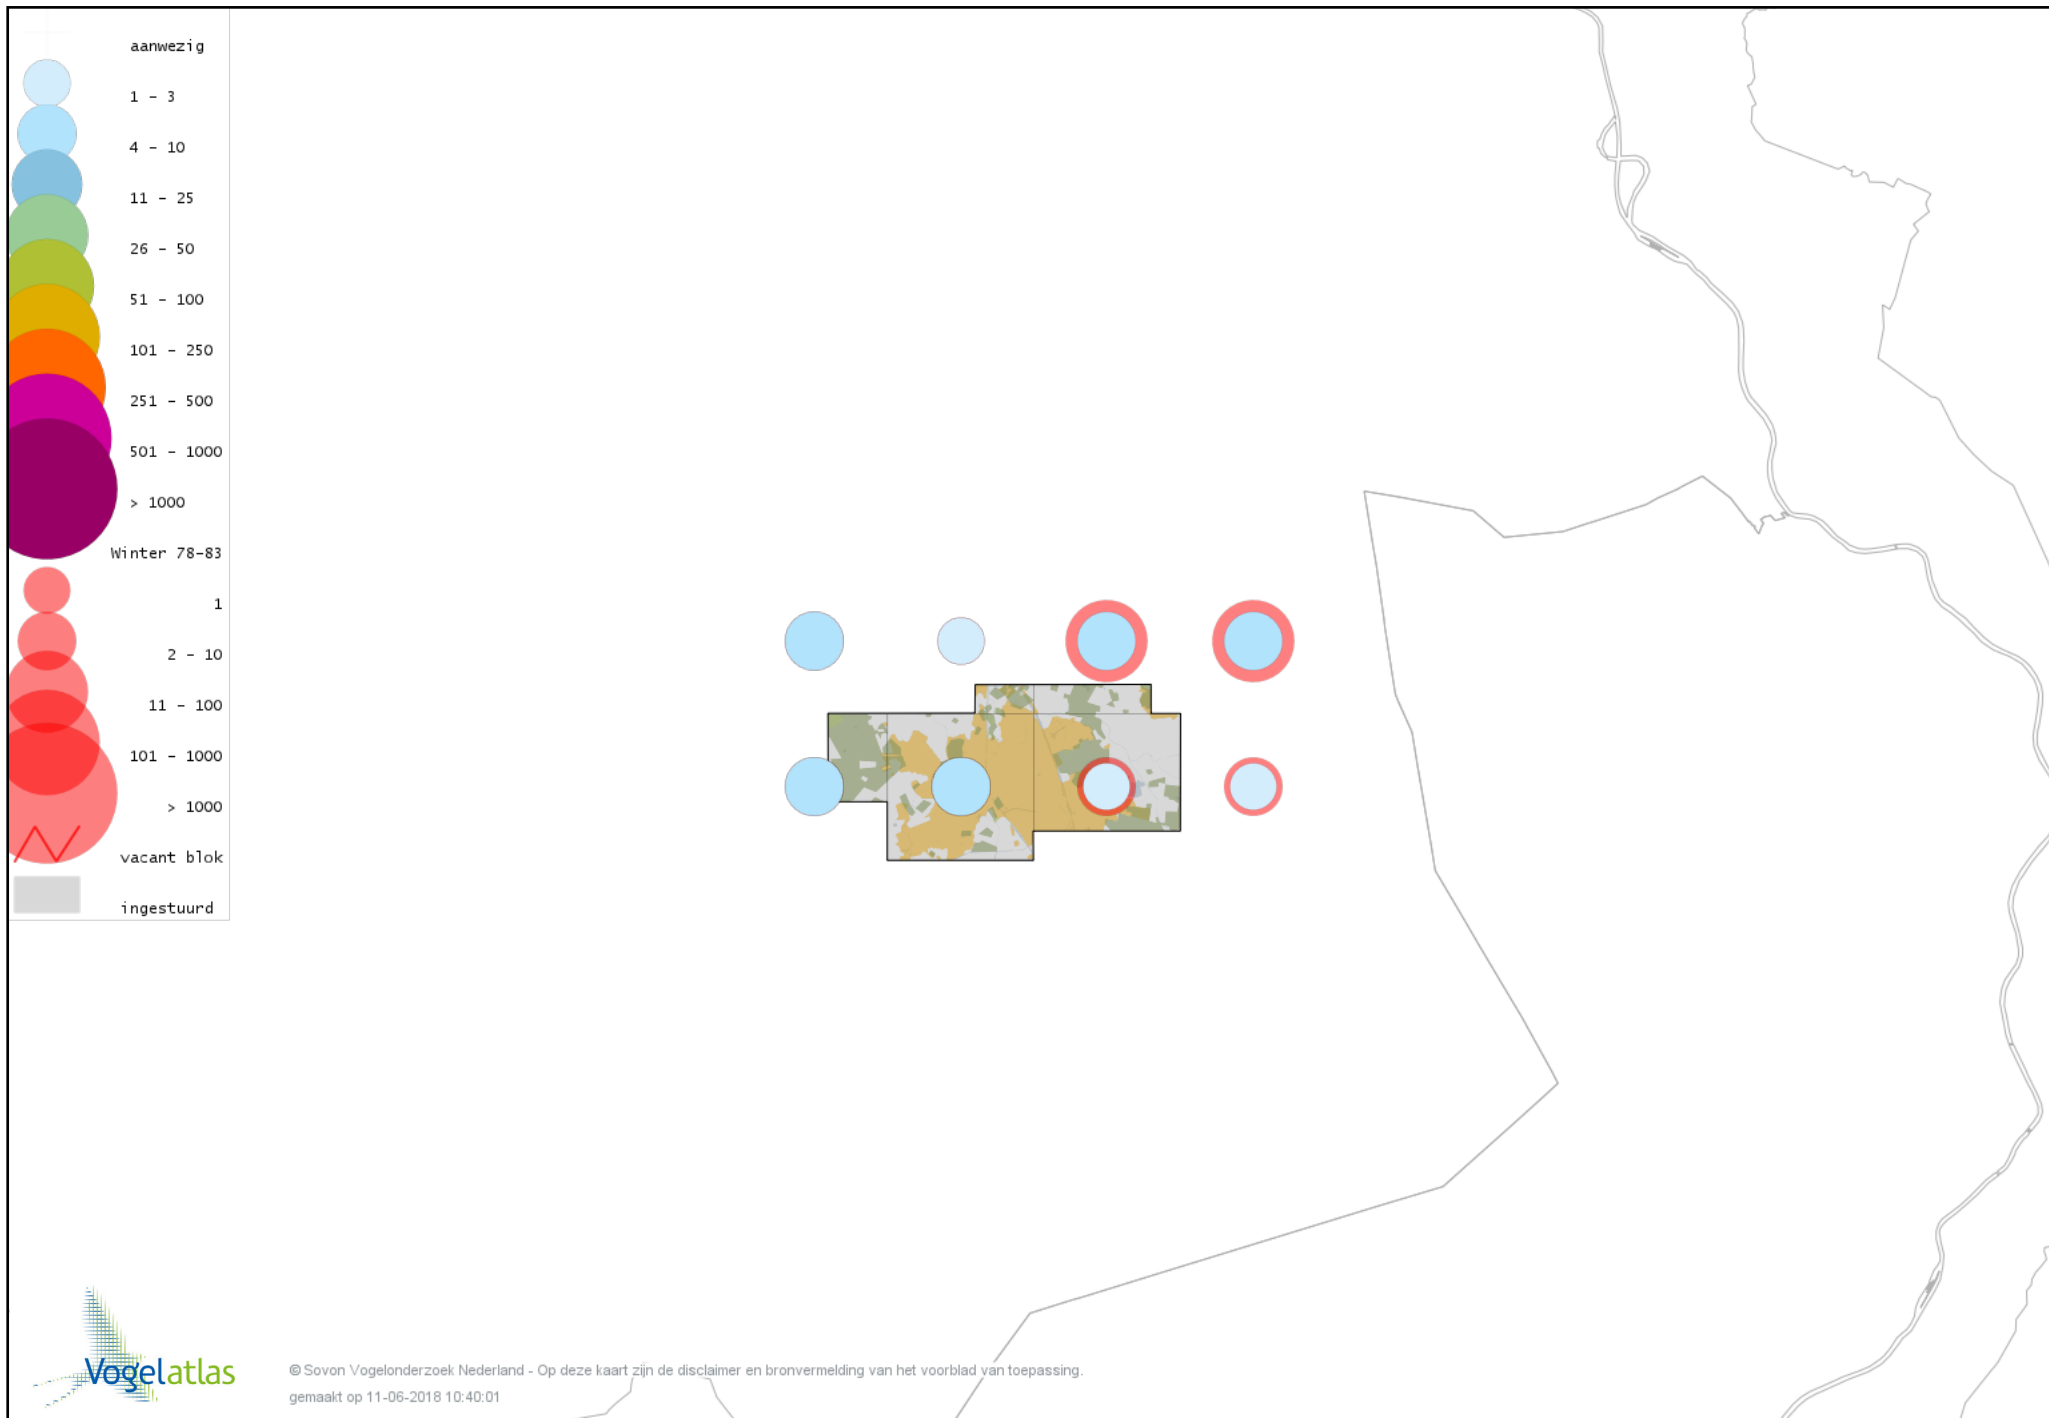 aanwezig
1 - 3
4 - 10
11 - 25
26 - 50
51 - 100
101 - 250
251 - 500
501 - 1000
> 1000
Winter 78-83
1
2 - 10
11 - 100
101 - 1000
> 1000
vacant blok
ingestuurd
Vogelatlas
© Sovon Vogelonderzoek Nederland - Op deze kaart zijn de disclaimer en bronvermelding van het voorblad van toepassing.
gemaakt op 11-06-2018 10:40:01